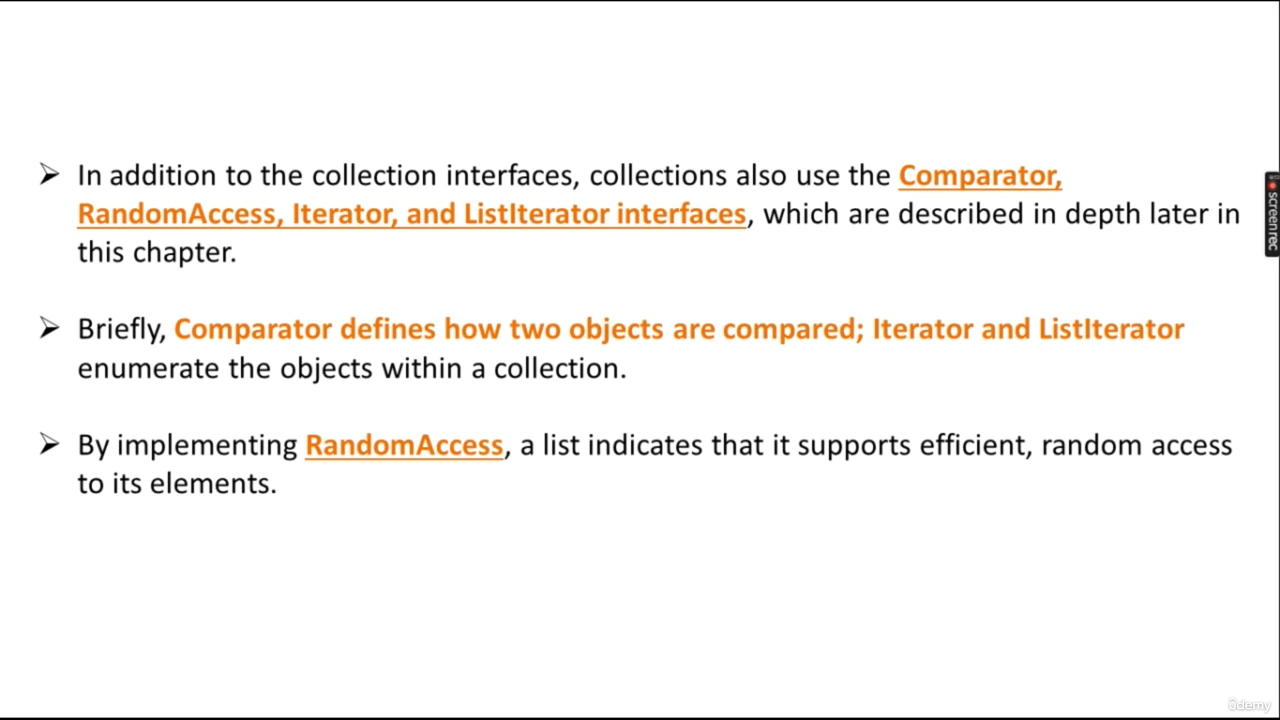 ➢ In addition to the collection interfaces, collections also use the Comparator,
RandomAccess, Iterator, and ListIterator interfaces, which are described in depth later in
this chapter.
➢ Briefly, Comparator defines how two objects are compared; Iterator and ListIterator
enumerate the objects within a collection.
➢ By implementing RandomAccess, a list indicates that it supports efficient, random access
to its elements.
screenrec
ûdemy